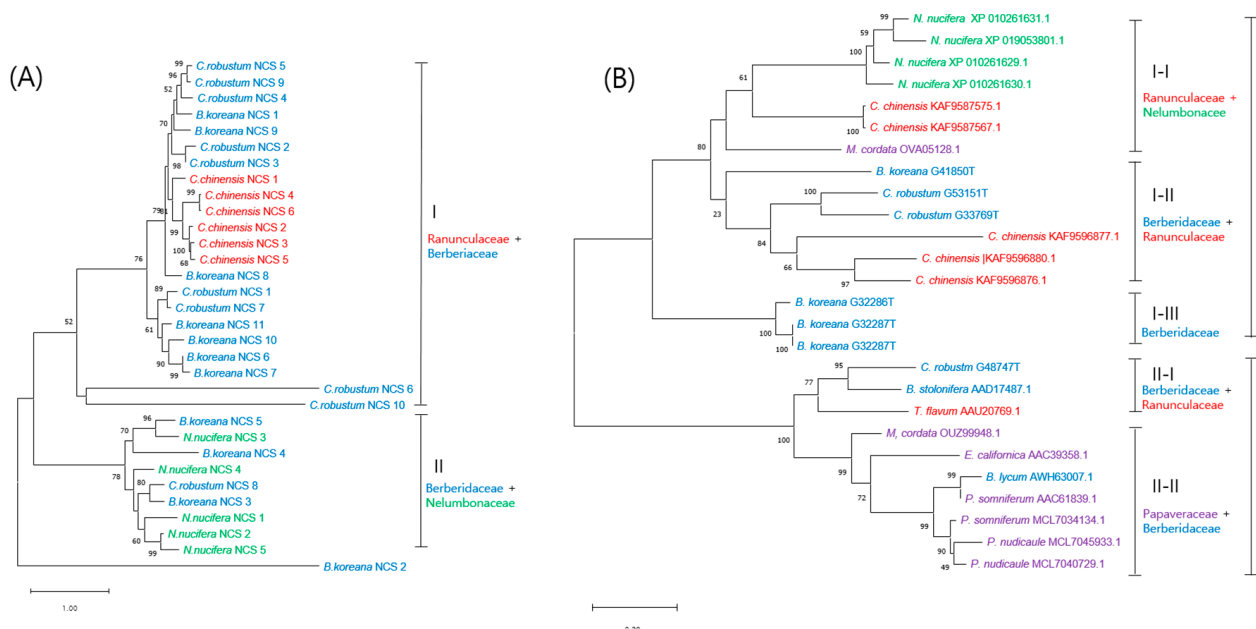 (A)
99
C.robustum NCS 5
96
C.robustum NCS 9
52
C.robustum NCS 4
B.koreana NCS 1
70
B.koreana NCS 9
C.robustum NCS 2
98
C.robustum NCS 3
C.chinensis NCS 1
99
C.chinensis NCS 4
79
81
C.chinensis NCS 6
99
C.chinensis NCS 2
100
C.chinensis NCS 3
68
C.chinensis NCS 5
76
B.koreana NCS 8
89
C.robustum NCS 1
C.robustum NCS 7
61
B.koreana NCS 11
B.koreana NCS 10
90
B.koreana NCS 6
99
B.koreana NCS 7
52
C.robustum NCS 6
C.robustum NCS 10
96
B.koreana NCS 5
70
N.nucifera NCS 3
B.koreana NCS 4
78
N.nucifera NCS 4
80
C.robustum NCS 8
B.koreana NCS 3
N.nucifera NCS 1
60
N.nucifera NCS 2
99
N.nucifera NCS 5
B.koreana NCS 2
I
Ranunculaceae +
Berberiaceae
II
Berberidaceae +
Nelumbonaceae
1.00
(B)
99
N. nucifera XP 010261631.1
59
N. nucifera XP 019053801.1
100
N. nucifera XP 010261629.1
N. nucifera XP 010261630.1
61
C. chinensis KAF9587575.1
100
C. chinensis KAF9587567.1
80
M. cordata OVA05128.1
B. koreana G41850T
100
C. robustum G53151T
23
C. robustum G33769T
84
C. chinensis KAF9596877.1
66
C. chinensis |KAF9596880.1
97
C. chinensis KAF9596876.1
B. koreana G32286T
100
B. koreana G32287T
100
B. koreana G32287T
95
C. robustm G48747T
77
B. stolonifera AAD17487.1
T. flavum AAU20769.1
100
M, cordata OUZ99948.1
99
E. californica AAC39358.1
72
99
B. lycum AWH63007.1
P. somniferum AAC61839.1
99
P. somniferum MCL7034134.1
90
P. nudicaule MCL7045933.1
49
P. nudicaule MCL7040729.1
I-I
Ranunculaceae +
Nelumbonacee
I-II
Berberidaceae +
Ranunculaceae
I-III
Berberidaceae
II-I
Berberidaceae +
Ranunculaceae
II-II
Papaveraceae +
Berberidaceae